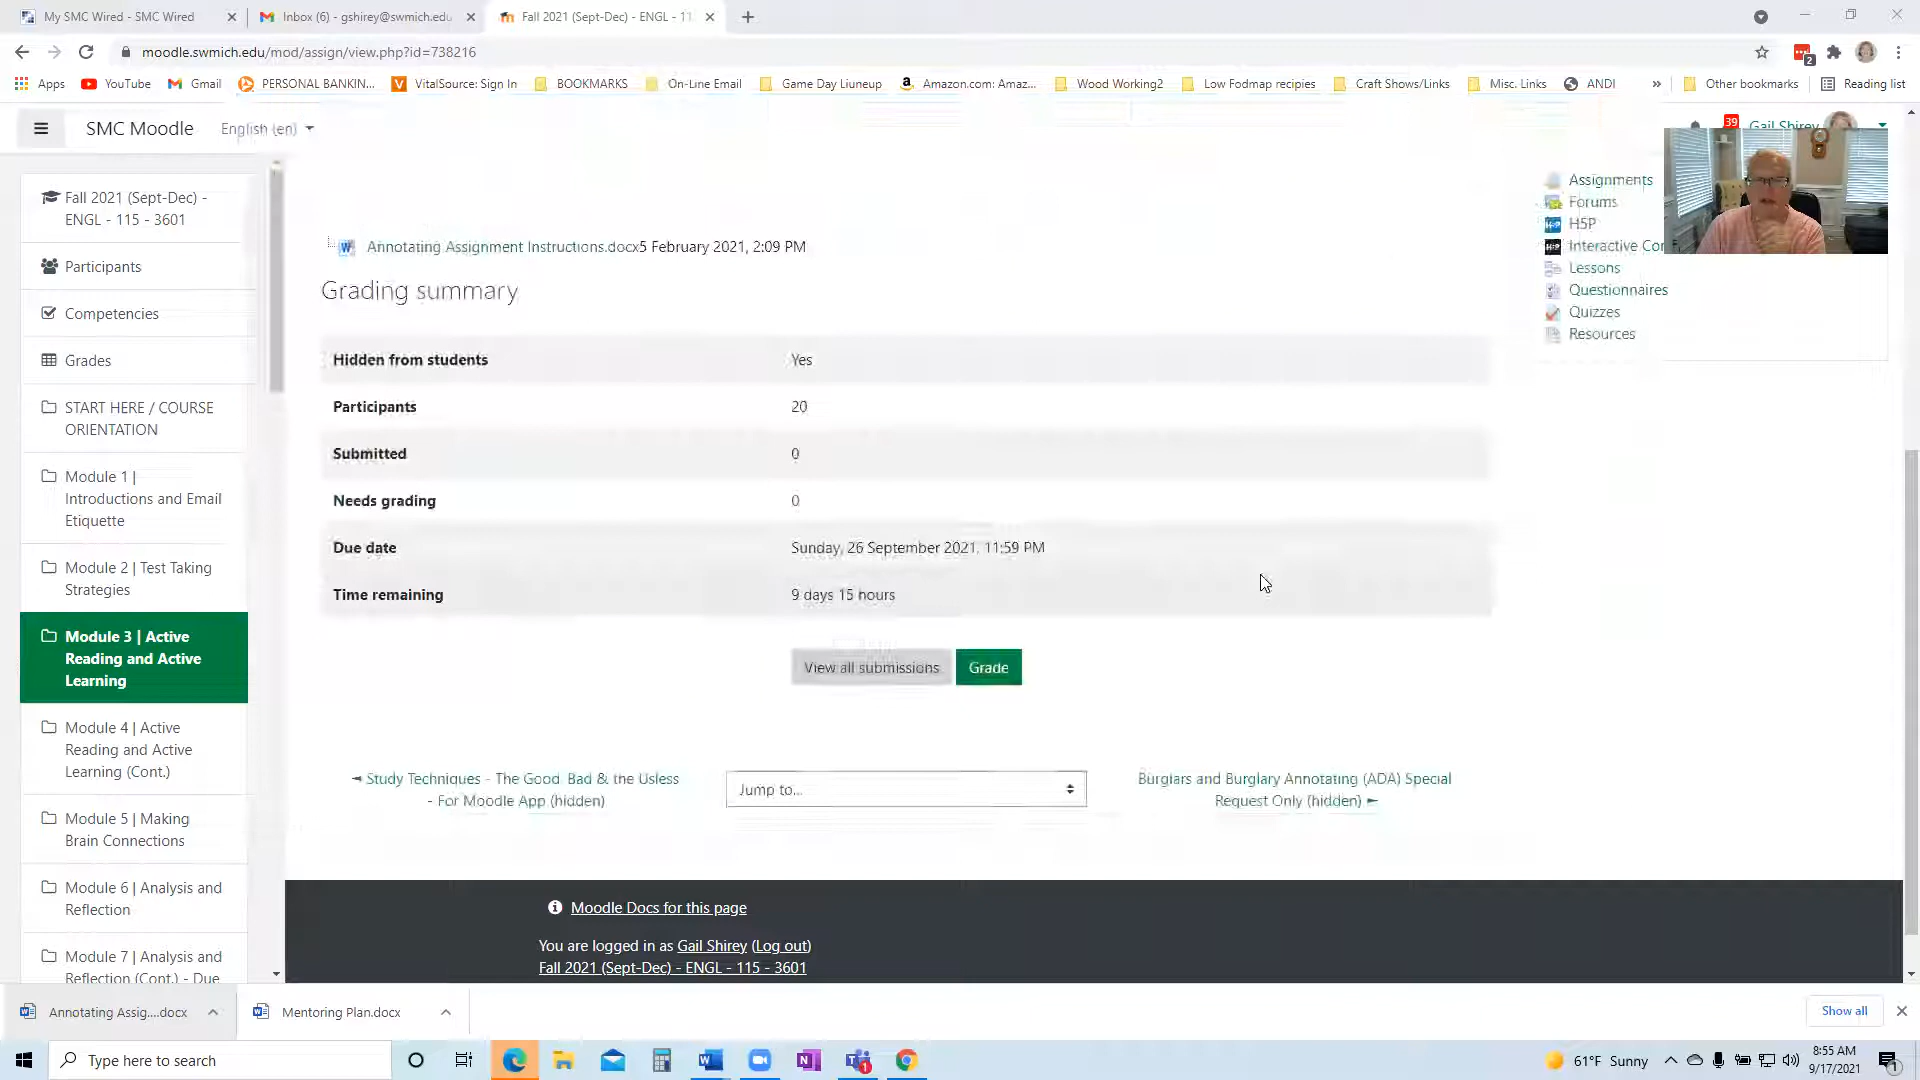 My SMC Wired - SMC Wired
Inbox (6) - gshirey@swmich.edu
Fall 2021 (Sept-Dec) - ENGL - 11
moodle.swmich.edu/mod/assign/view.php?id=738216
2
Apps
YouTube
Gmail
PERSONAL BANKIN...
VitalSource: Sign In
BOOKMARKS
On-Line Email
Game Day Liuneup
Amazon.com: Amaz...
Wood Working2
Low Fodmap recipies
Craft Shows/Links
Misc. Links
ANDI
»
Other bookmarks
Reading list
SMC Moodle
English (en)
39
Gail Shirey
Fall 2021 (Sept-Dec) -
ENGL - 115 - 3601
Participants
Competencies
Grades
START HERE / COURSE
ORIENTATION
Module 1 |
Introductions and Email
Etiquette
Module 2 | Test Taking
Strategies
Module 3 | Active
Reading and Active
Learning
Module 4 | Active
Reading and Active
Learning (Cont.)
Module 5 | Making
Brain Connections
Module 6 | Analysis and
Reflection
Module 7 | Analysis and
Reflection (Cont.) - Due
Annotating Assignment Instructions.docx5 February 2021, 2:09 PM
Grading summary
Hidden from students Yes
Participants 20
Submitted 0
Needs grading 0
Due date Sunday, 26 September 2021, 11:59 PM
Time remaining 9 days 15 hours
View all submissions
Grade
◄ Study Techniques - The Good, Bad & the Usless
- For Moodle App (hidden)
Jump to...
Burglars and Burglary Annotating (ADA) Special
Request Only (hidden) ►
Assignments
Forums
H5P
Interactive Con
Lessons
Questionnaires
Quizzes
Resources
Moodle Docs for this page
You are logged in as Gail Shirey (Log out)
Fall 2021 (Sept-Dec) - ENGL - 115 - 3601
Annotating Assig....docx
Mentoring Plan.docx
Show all
Type here to search
1
61°F Sunny
8:55 AM
9/17/2021
1